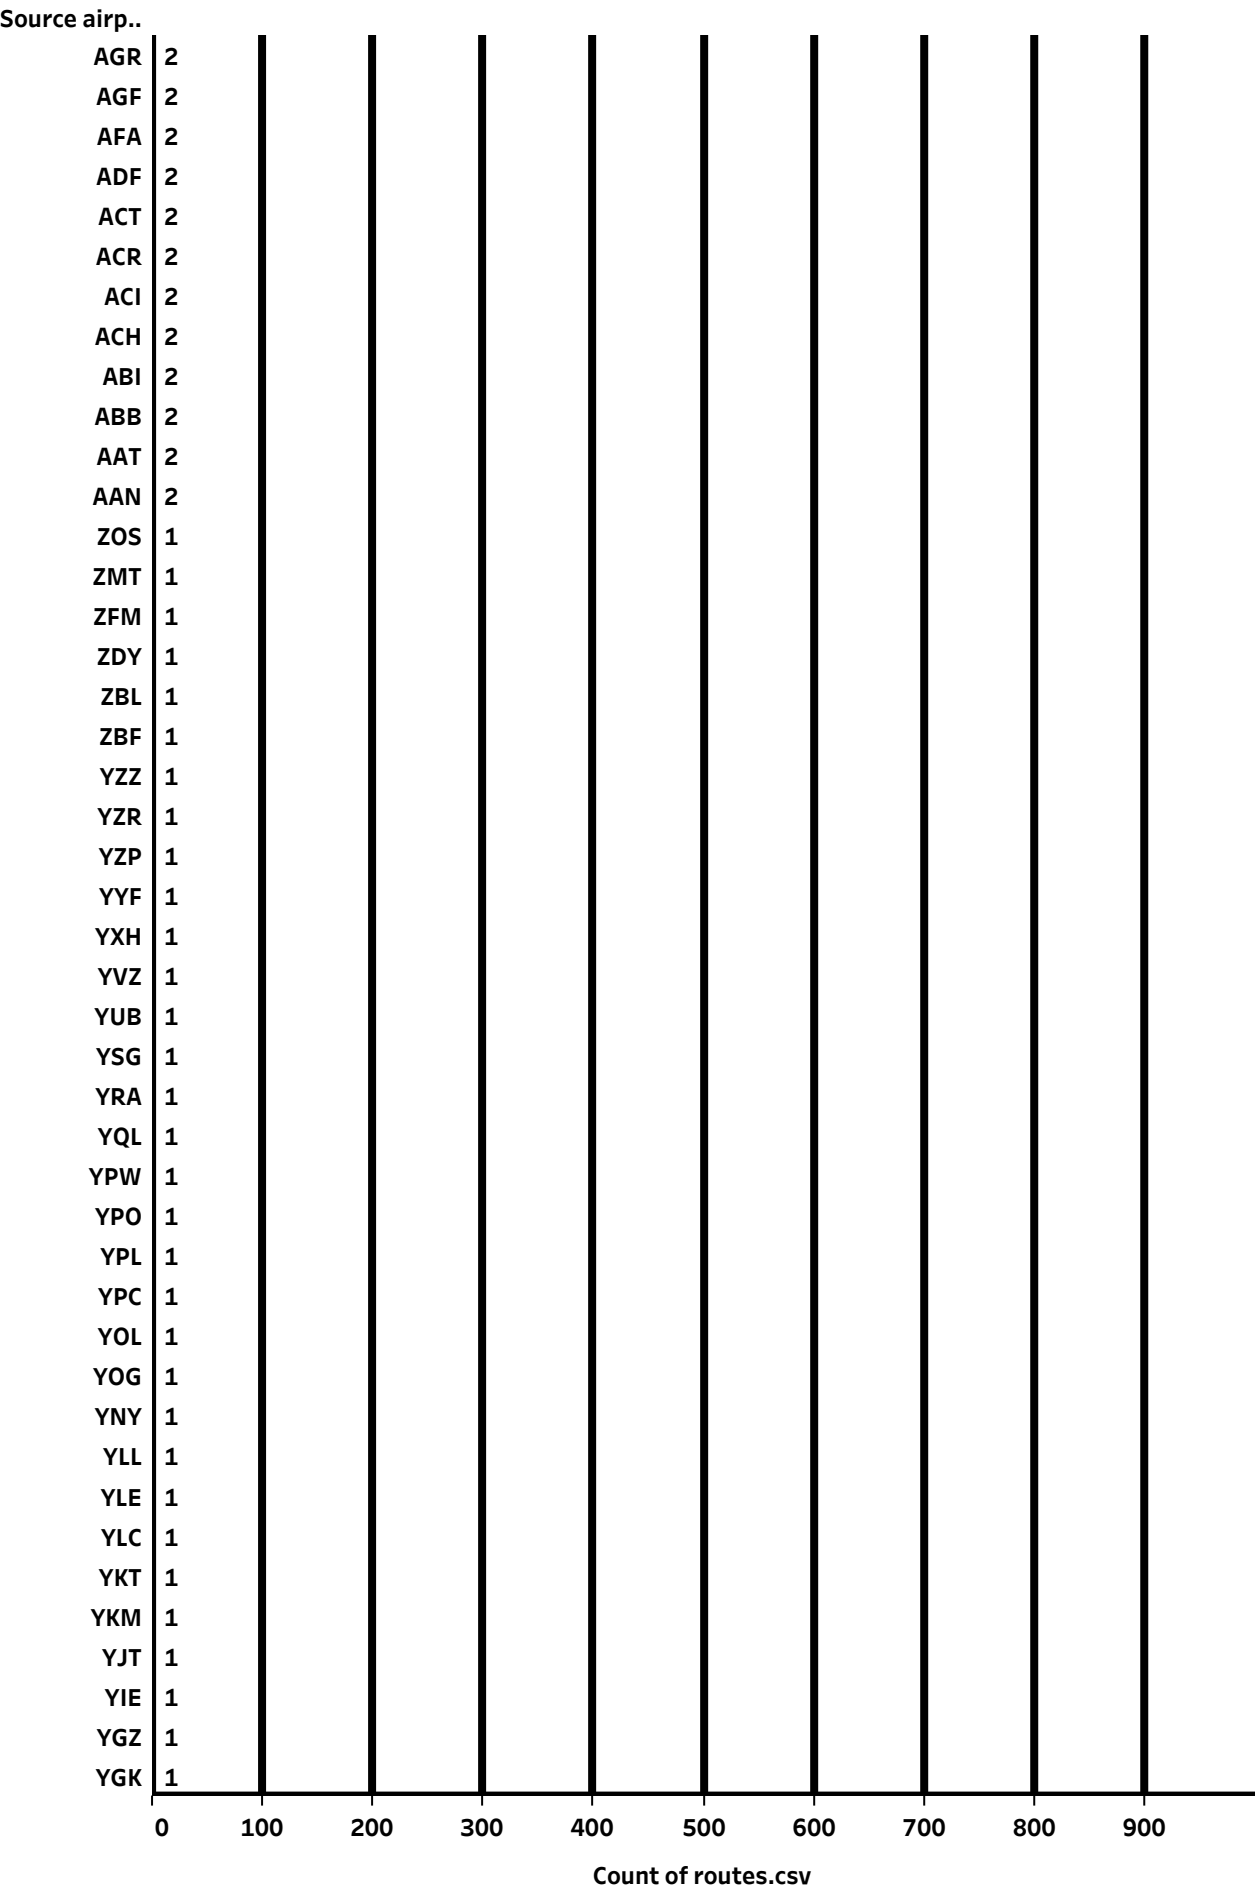 Source airp..
AGR 2
AGF 2
AFA 2
ADF 2
ACT 2
ACR 2
ACI 2
ACH 2
ABI 2
ABB 2
AAT 2
AAN 2
ZOS 1
ZMT 1
ZFM 1
ZDY 1
ZBL 1
ZBF 1
YZZ 1
YZR 1
YZP 1
YYF 1
YXH 1
YVZ 1
YUB 1
YSG 1
YRA 1
YQL 1
YPW 1
YPO 1
YPL 1
YPC 1
YOL 1
YOG 1
YNY 1
YLL 1
YLE 1
YLC 1
YKT 1
YKM 1
YJT 1
YIE 1
YGZ 1
YGK 1
0 100 200 300 400 500 600 700 800 900
Count of routes.csv